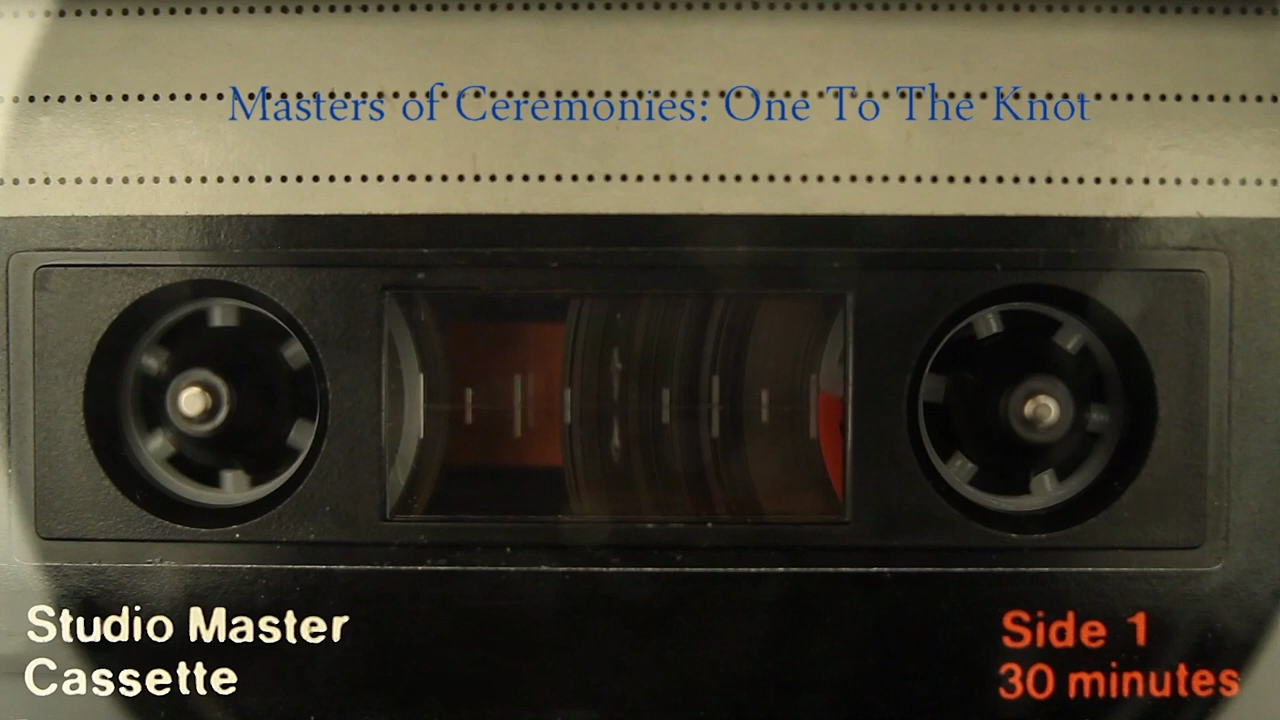 Masters of Ceremonies: One To The Knot
Studio Master
Cassette
Side 1
30 minutes